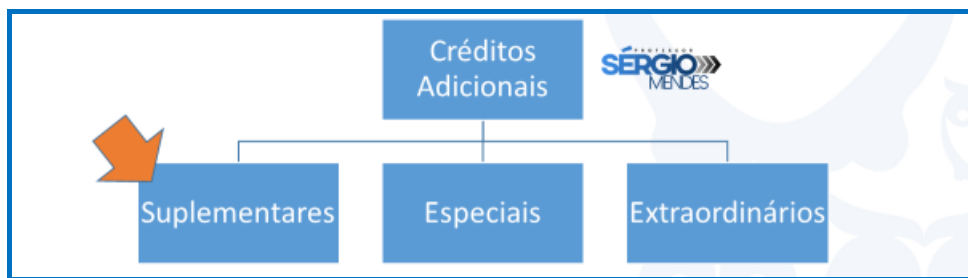 Créditos
Adicionais
PROFESSOR
SÉRGIO
MENDES
Suplementares
Especiais
Extraordinários